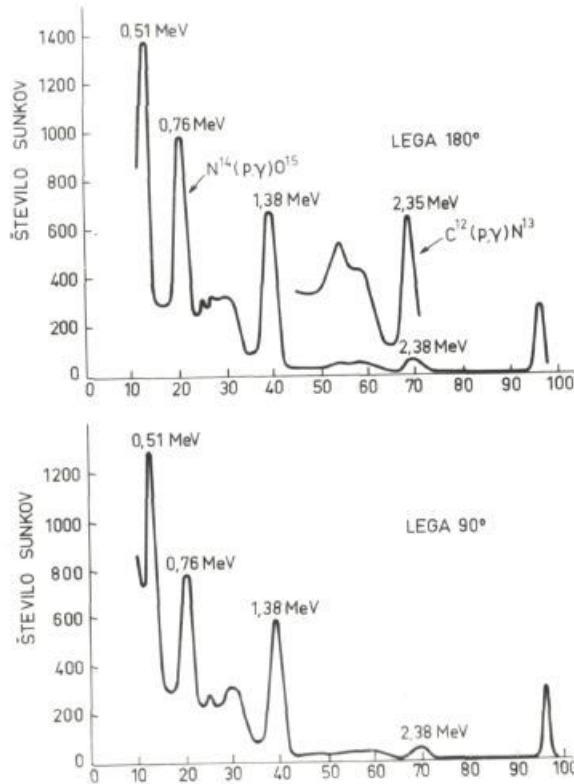 ŠTEVILO SUNKOV
1400
1200
1000
800
600
400
200
0
0,51 MeV
0,76 MeV
N¹⁴(p,γ)O¹⁵
LEGA 180°
1,38 MeV
2,35 MeV
C¹²(p,γ)N¹³
2,38 MeV
0 10 20 30 40 50 60 70 80 90 100
ŠTEVILO SUNKOV
1200
1000
800
600
400
200
0
0,51 MeV
LEGA 90°
0,76 MeV
1,38 MeV
2,38 MeV
10 20 30 40 50 60 70 80 90 100